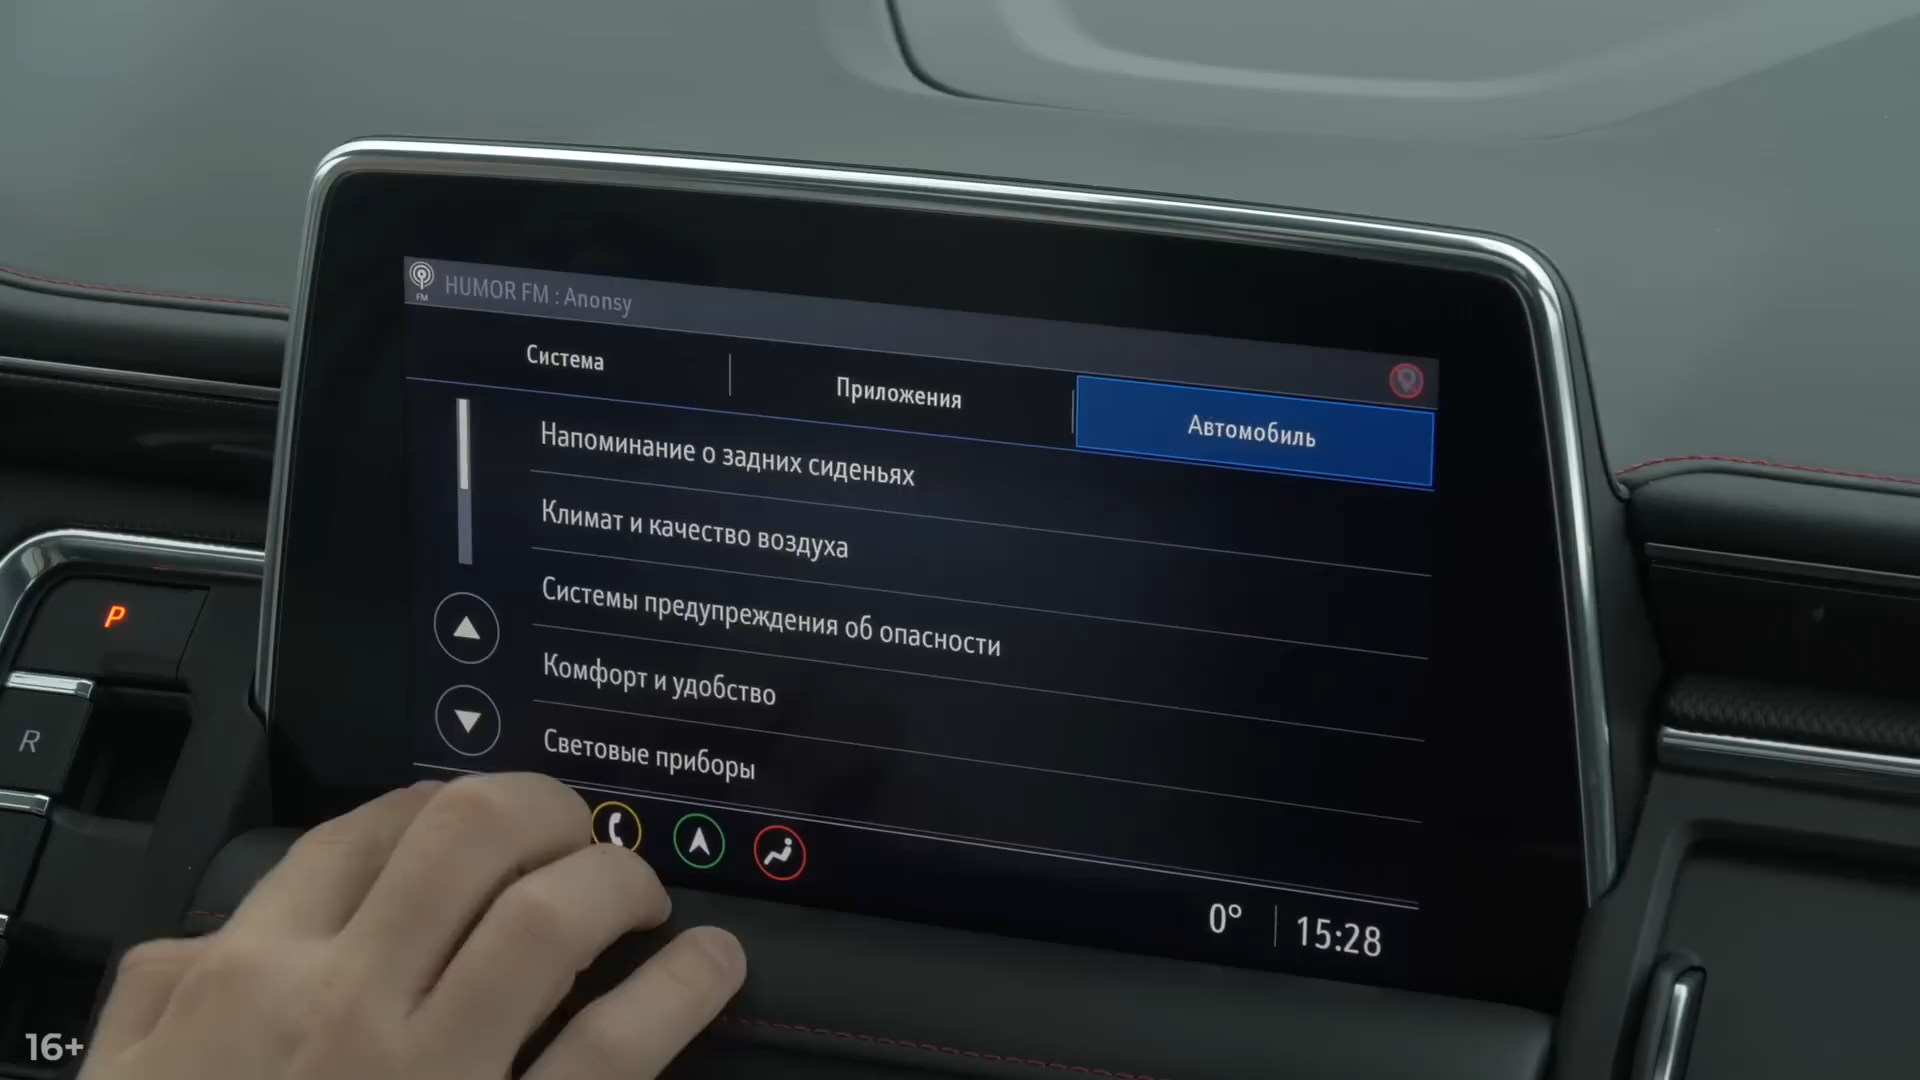 FM
HUMOR FM : Anonsy
Система
Приложения
Автомобиль
Напоминание о задних сиденьях
Климат и качество воздуха
Системы предупреждения об опасности
Комфорт и удобство
Световые приборы
0° 15:28
P
R
16+